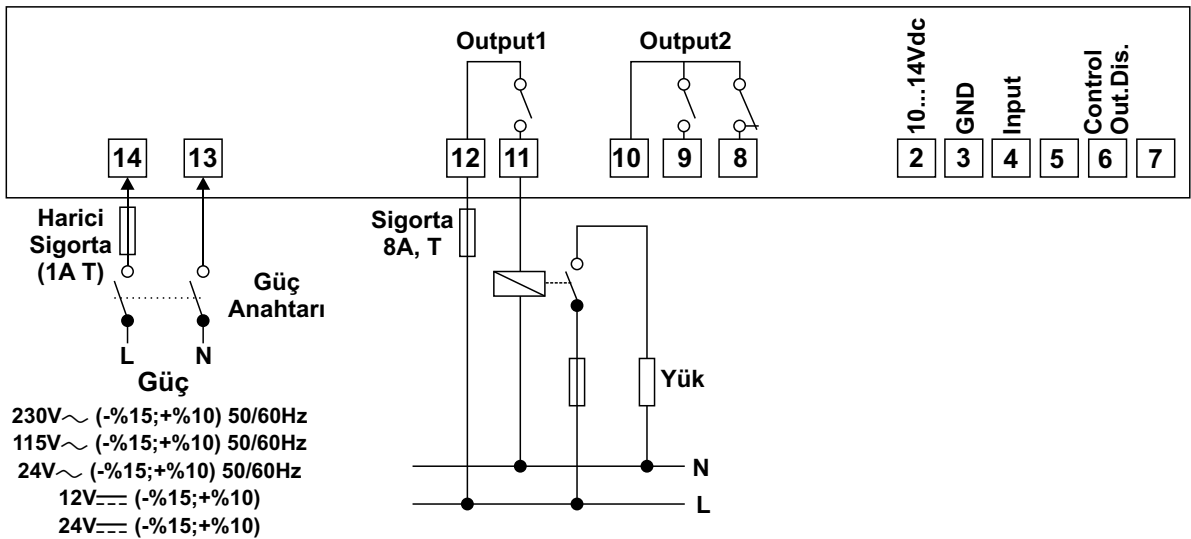 Output1
Output2
10...14Vdc
GND
Input
Control
Out.Dis.
14
13
12
11
10
9
8
2
3
4
5
6
7
Harici
Sigorta
(1A T)
Güç
Anahtarı
L
N
Güç
230V∼ (-%15;+%10) 50/60Hz
115V∼ (-%15;+%10) 50/60Hz
24V∼ (-%15;+%10) 50/60Hz
12V⎓ (-%15;+%10)
24V⎓ (-%15;+%10)
Sigorta
8A, T
Yük
N
L